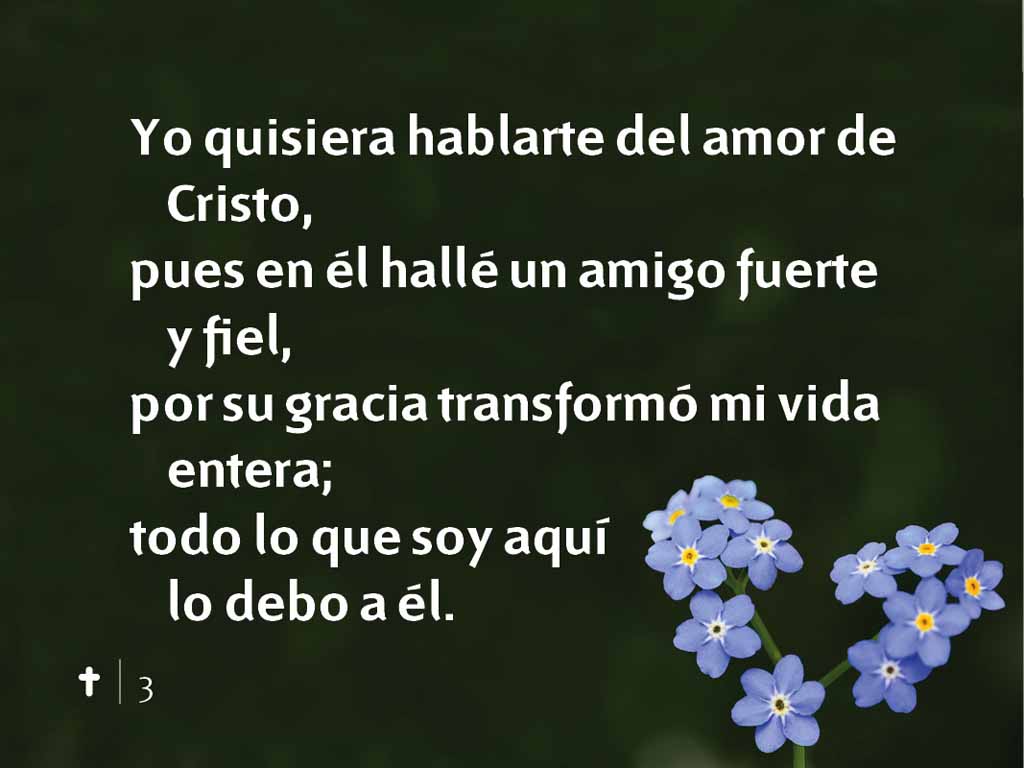 Yo quisiera hablarte del amor de
Cristo,
pues en él hallé un amigo fuerte
y fiel,
por su gracia transformó mi vida
entera;
todo lo que soy aquí
lo debo a él.
3